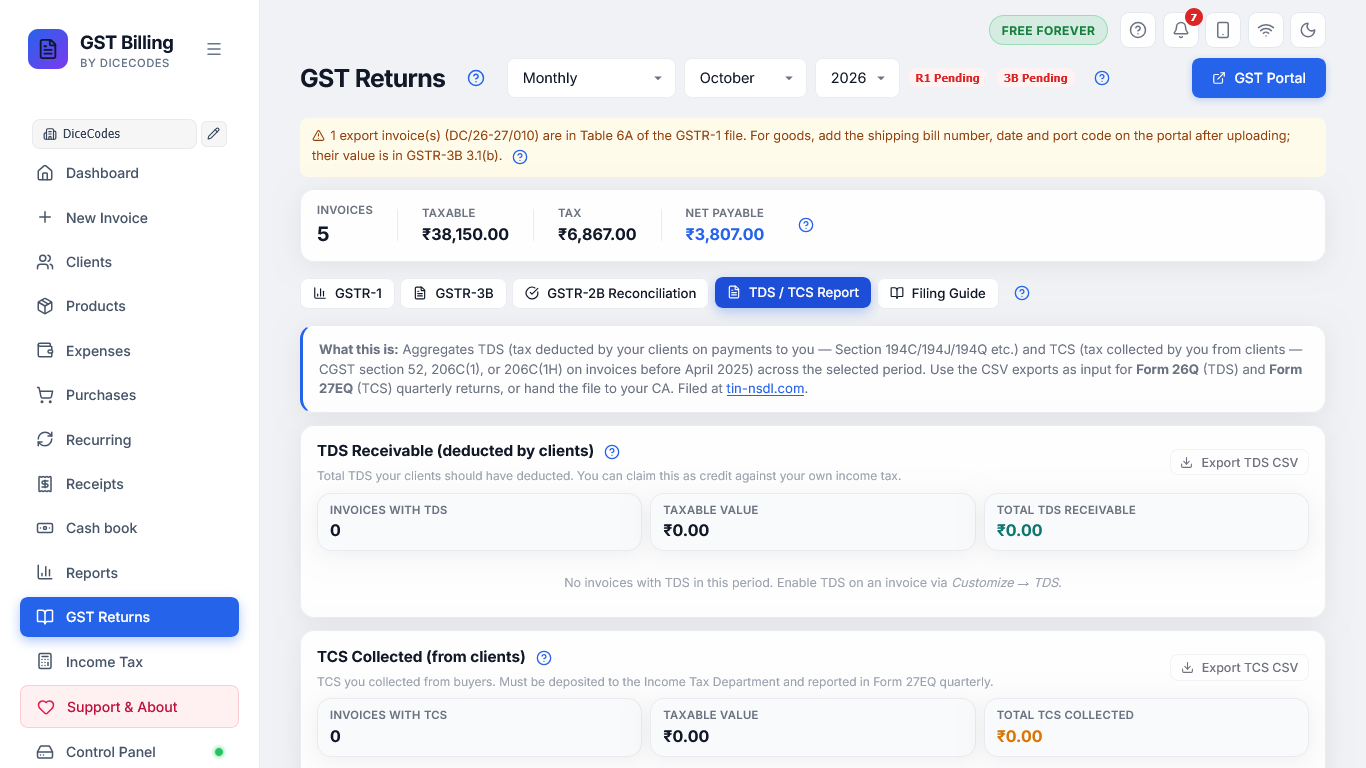 GST Billing
BY DICECODES
DiceCodes
Dashboard
New Invoice
Clients
Products
Expenses
Purchases
Recurring
Receipts
Cash book
Reports
GST Returns
Income Tax
Support & About
Control Panel
FREE FOREVER
7
GST Returns
Monthly
October
2026
R1 Pending
3B Pending
GST Portal
1 export invoice(s) (DC/26-27/010) are in Table 6A of the GSTR-1 file. For goods, add the shipping bill number, date and port code on the portal after uploading;
their value is in GSTR-3B 3.1(b).
INVOICES
5
TAXABLE
₹38,150.00
TAX
₹6,867.00
NET PAYABLE
₹3,807.00
GSTR-1
GSTR-3B
GSTR-2B Reconciliation
TDS / TCS Report
Filing Guide
What this is: Aggregates TDS (tax deducted by your clients on payments to you — Section 194C/194J/194Q etc.) and TCS (tax collected by you from clients —
CGST section 52, 206C(1), or 206C(1H) on invoices before April 2025) across the selected period. Use the CSV exports as input for Form 26Q (TDS) and Form
27EQ (TCS) quarterly returns, or hand the file to your CA. Filed at tin-nsdl.com.
TDS Receivable (deducted by clients)
Total TDS your clients should have deducted. You can claim this as credit against your own income tax.
Export TDS CSV
INVOICES WITH TDS
0
TAXABLE VALUE
₹0.00
TOTAL TDS RECEIVABLE
₹0.00
No invoices with TDS in this period. Enable TDS on an invoice via Customize → TDS.
TCS Collected (from clients)
TCS you collected from buyers. Must be deposited to the Income Tax Department and reported in Form 27EQ quarterly.
Export TCS CSV
INVOICES WITH TCS
0
TAXABLE VALUE
₹0.00
TOTAL TCS COLLECTED
₹0.00